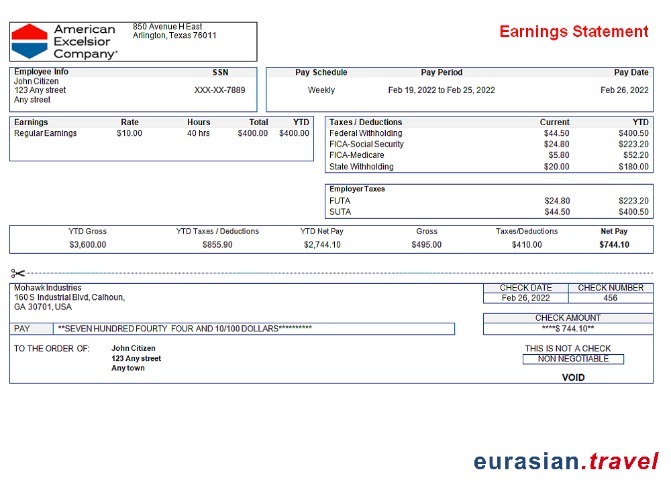 American
Excelsior
Company®
850 Avenue H East
Arlington, Texas 76011
Earnings Statement
Employee Info SSN
John Citizen
123 Any street XXX-XX-7889
Any street
Pay Schedule Pay Period Pay Date
Weekly Feb 19, 2022 to Feb 25, 2022 Feb 26, 2022
Earnings Rate Hours Total YTD
Regular Earnings $10.00 40 hrs $400.00 $400.00
Taxes / Deductions Current YTD
Federal Withholding $44.50 $400.50
FICA-Social Security $24.80 $223.20
FICA-Medicare $5.80 $52.20
State Withholding $20.00 $180.00
Employer Taxes
FUTA $24.80 $223.20
SUTA $44.50 $400.50
YTD Gross YTD Taxes / Deductions YTD Net Pay Gross Taxes/Deductions Net Pay
$3,600.00 $855.90 $2,744.10 $495.00 $410.00 $744.10
Mohawk Industries
160 S Industrial Blvd, Calhoun,
GA 30701, USA
CHECK DATE CHECK NUMBER
Feb 26, 2022 456
CHECK AMOUNT
****$ 744.10**
PAY **SEVEN HUNDRED FOURTY FOUR AND 10/100 DOLLARS**********
TO THE ORDER OF: John Citizen
123 Any street
Any town
THIS IS NOT A CHECK
NON NEGOTIABLE
VOID
eurasian.travel